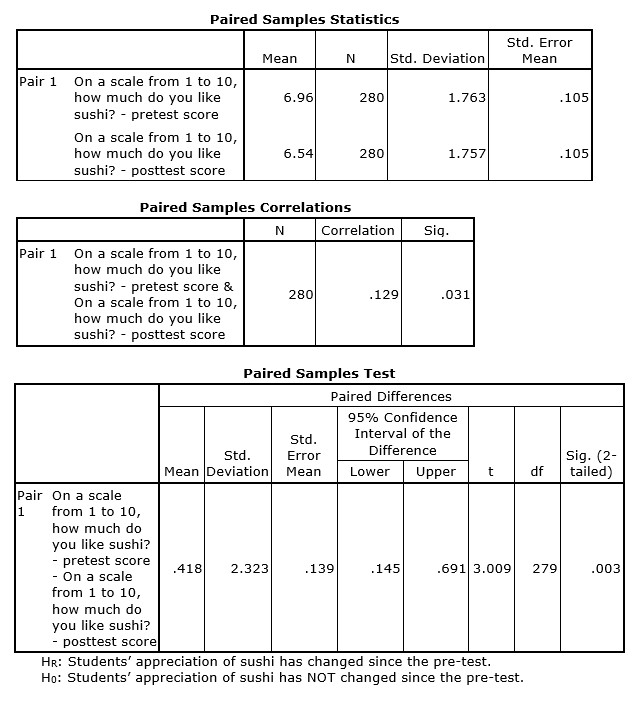 Paired Samples Statistics
Mean N Std. Deviation Std. Error Mean
Pair 1 On a scale from 1 to 10,
how much do you like
sushi? - pretest score 6.96 280 1.763 .105
On a scale from 1 to 10,
how much do you like
sushi? - posttest score 6.54 280 1.757 .105
Paired Samples Correlations
N Correlation Sig.
Pair 1 On a scale from 1 to 10,
how much do you like
sushi? - pretest score &
On a scale from 1 to 10,
how much do you like
sushi? - posttest score 280 .129 .031
Paired Samples Test
Paired Differences
95% Confidence
Interval of the
Difference
Mean Std. Deviation Std. Error Mean Lower Upper t df Sig. (2-tailed)
Pair 1 On a scale
from 1 to 10,
how much do
you like sushi?
- pretest score
- On a scale
from 1 to 10,
how much do
you like sushi?
- posttest score .418 2.323 .139 .145 .691 3.009 279 .003
HR: Students’ appreciation of sushi has changed since the pre-test.
H0: Students’ appreciation of sushi has NOT changed since the pre-test.